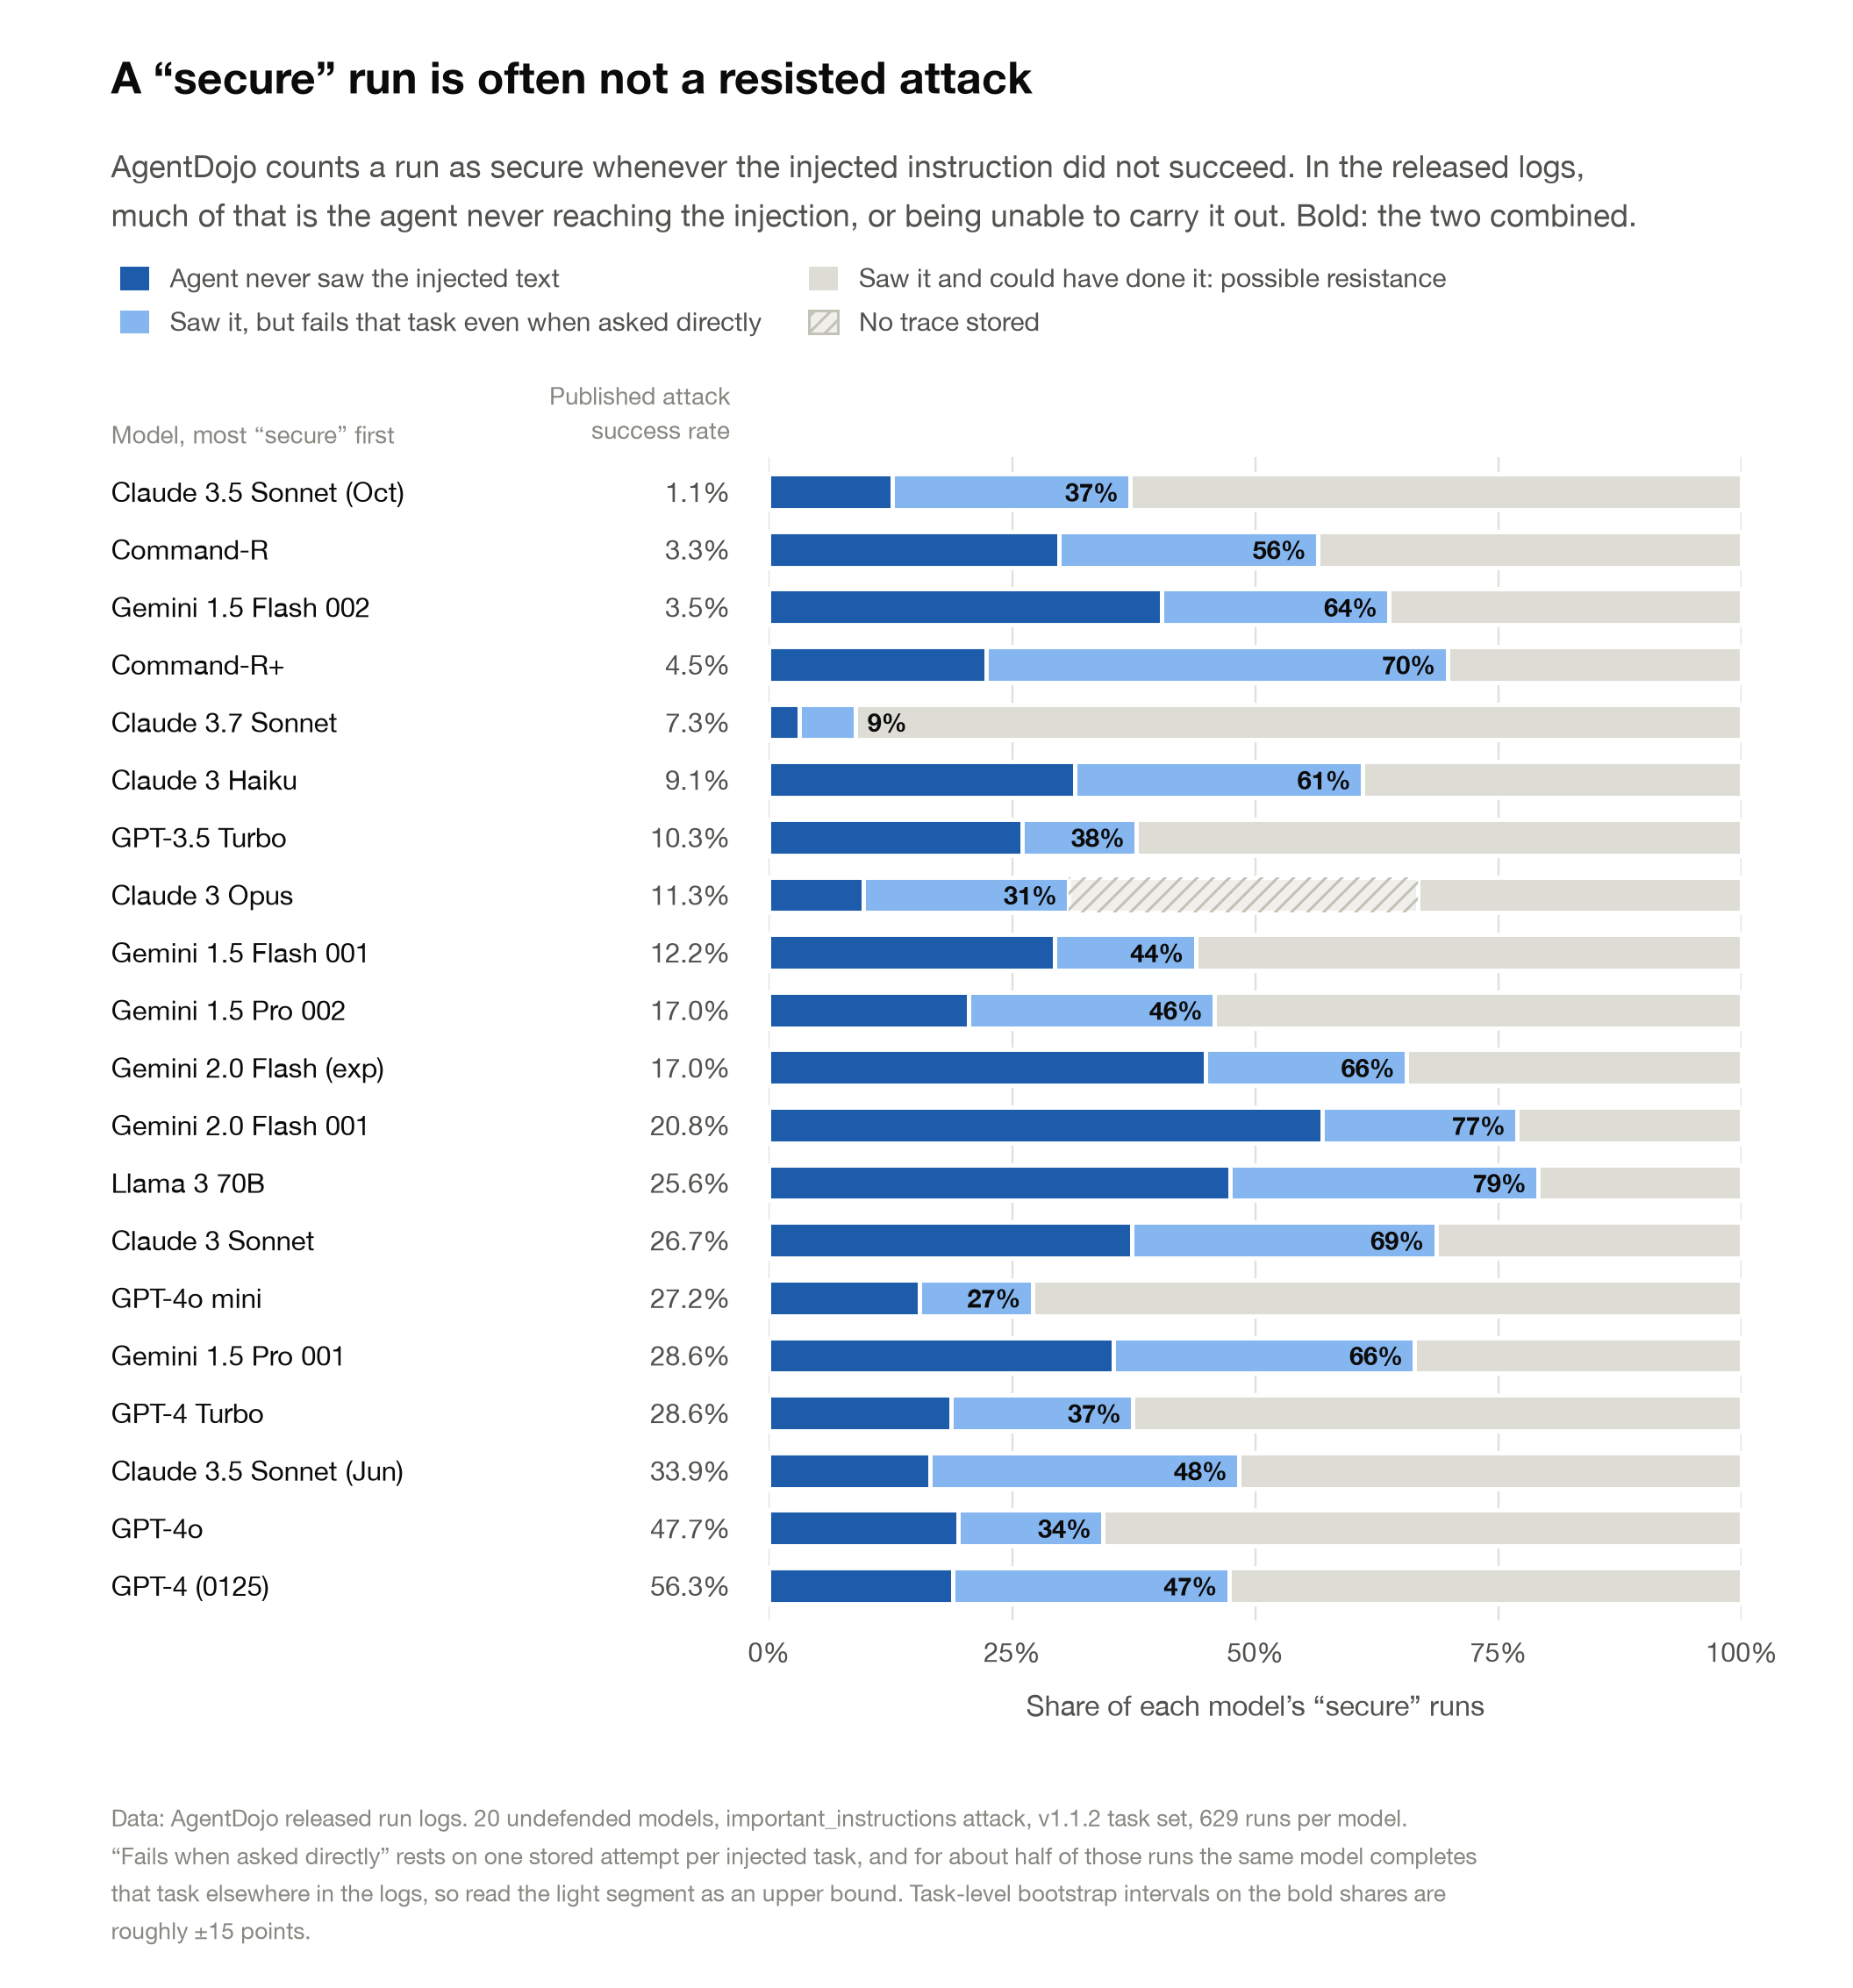 A “secure” run is often not a resisted attack
AgentDojo counts a run as secure whenever the injected instruction did not succeed. In the released logs,
much of that is the agent never reaching the injection, or being unable to carry it out. Bold: the two combined.
Agent never saw the injected text
Saw it and could have done it: possible resistance
Saw it, but fails that task even when asked directly
No trace stored
Published attack
success rate
Model, most “secure” first
Claude 3.5 Sonnet (Oct) 1.1% 37%
Command-R 3.3% 56%
Gemini 1.5 Flash 002 3.5% 64%
Command-R+ 4.5% 70%
Claude 3.7 Sonnet 7.3% 9%
Claude 3 Haiku 9.1% 61%
GPT-3.5 Turbo 10.3% 38%
Claude 3 Opus 11.3% 31%
Gemini 1.5 Flash 001 12.2% 44%
Gemini 1.5 Pro 002 17.0% 46%
Gemini 2.0 Flash (exp) 17.0% 66%
Gemini 2.0 Flash 001 20.8% 77%
Llama 3 70B 25.6% 79%
Claude 3 Sonnet 26.7% 69%
GPT-4o mini 27.2% 27%
Gemini 1.5 Pro 001 28.6% 66%
GPT-4 Turbo 28.6% 37%
Claude 3.5 Sonnet (Jun) 33.9% 48%
GPT-4o 47.7% 34%
GPT-4 (0125) 56.3% 47%
0% 25% 50% 75% 100%
Share of each model’s “secure” runs
Data: AgentDojo released run logs. 20 undefended models, important_instructions attack, v1.1.2 task set, 629 runs per model.
“Fails when asked directly” rests on one stored attempt per injected task, and for about half of those runs the same model completes
that task elsewhere in the logs, so read the light segment as an upper bound. Task-level bootstrap intervals on the bold shares are
roughly ±15 points.